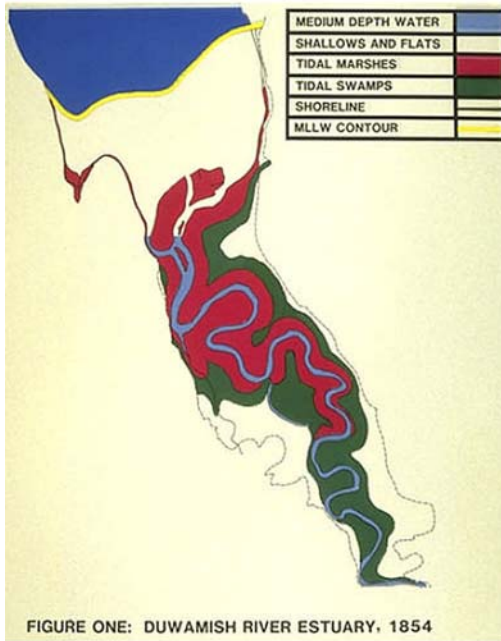 MEDIUM DEPTH WATER
SHALLOWS AND FLATS
TIDAL MARSHES
TIDAL SWAMPS
SHORELINE
MLLW CONTOUR
FIGURE ONE: DUWAMISH RIVER ESTUARY, 1854